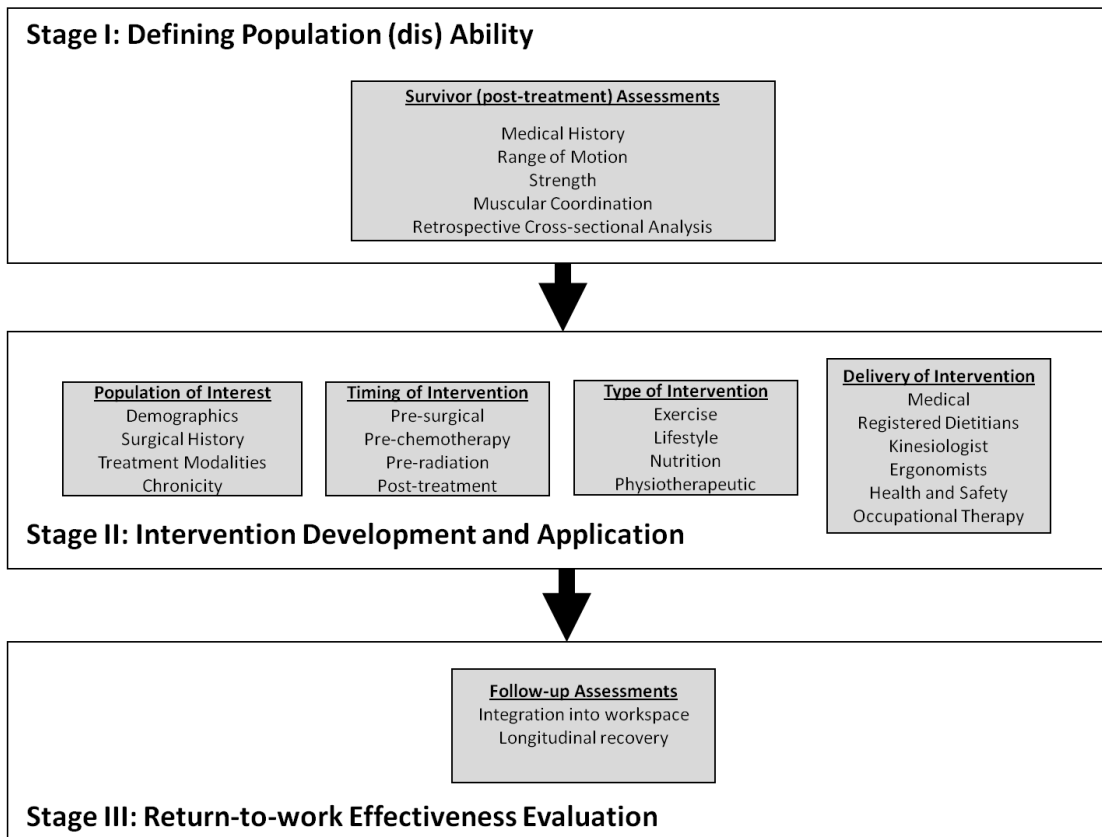 Stage I: Defining Population (dis) Ability
Survivor (post-treatment) Assessments
Medical History
Range of Motion
Strength
Muscular Coordination
Retrospective Cross-sectional Analysis
Population of Interest
Demographics
Surgical History
Treatment Modalities
Chronicity
Timing of Intervention
Pre-surgical
Pre-chemotherapy
Pre-radiation
Post-treatment
Type of Intervention
Exercise
Lifestyle
Nutrition
Physiotherapeutic
Delivery of Intervention
Medical
Registered Dietitians
Kinesiologist
Ergonomists
Health and Safety
Occupational Therapy
Stage II: Intervention Development and Application
Follow-up Assessments
Integration into workspace
Longitudinal recovery
Stage III: Return-to-work Effectiveness Evaluation